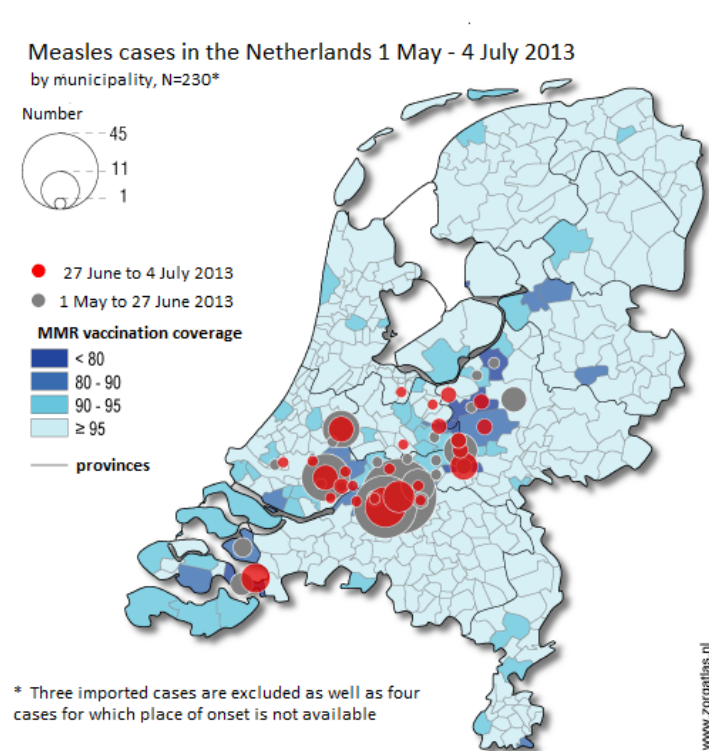 Measles cases in the Netherlands 1 May - 4 July 2013
by municipality, N=230*
Number
45
11
1
27 June to 4 July 2013
1 May to 27 June 2013
MMR vaccination coverage
< 80
80 - 90
90 - 95
≥ 95
provinces
* Three imported cases are excluded as well as four
cases for which place of onset is not available
www.zorgatlas.nl